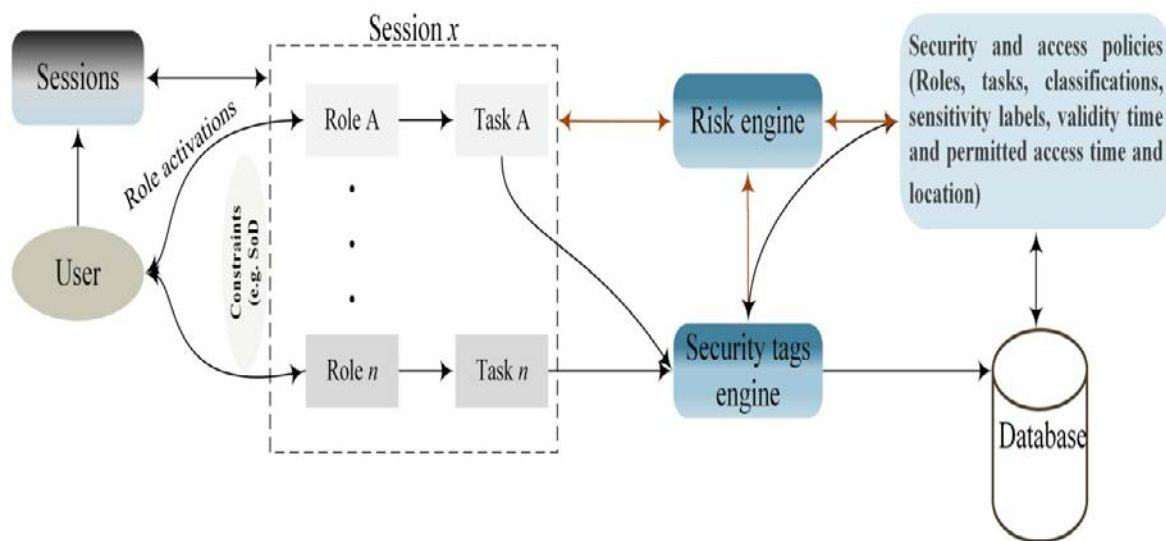 Session x
Sessions
Role activations
User
Constraints
(e.g. SoD
Role A
Task A
Role n
Task n
Risk engine
Security tags
engine
Security and access policies
(Roles, tasks, classifications,
sensitivity labels, validity time
and permitted access time and
location)
Database